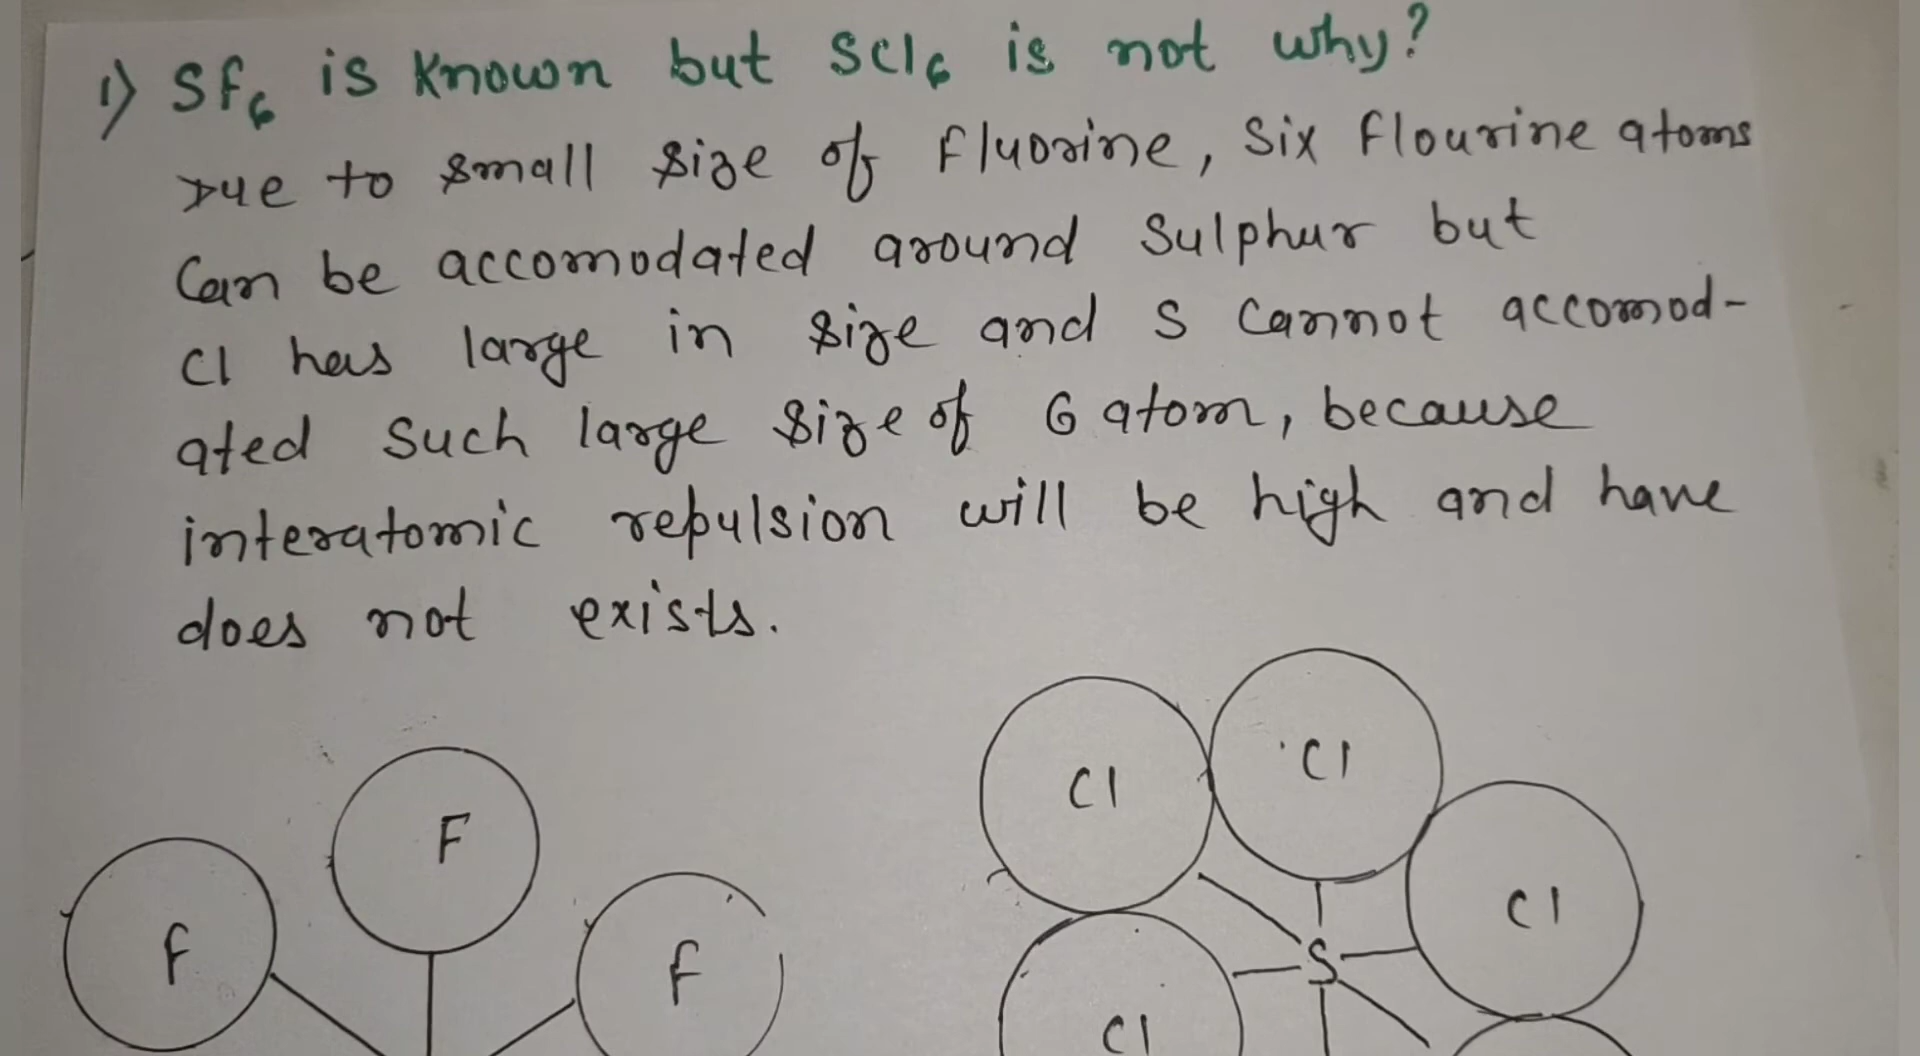 1) SF₆ is known but SCl₆ is not why?
Due to small size of Fluorine, Six Flourine atoms
Can be accomodated around Sulphur but
Cl has large in size and S Cannot accomod-
ated Such large size of 6 atom, because
interatomic repulsion will be high and have
does not exists.
Cl
Cl
F
Cl
F
F
S
Cl